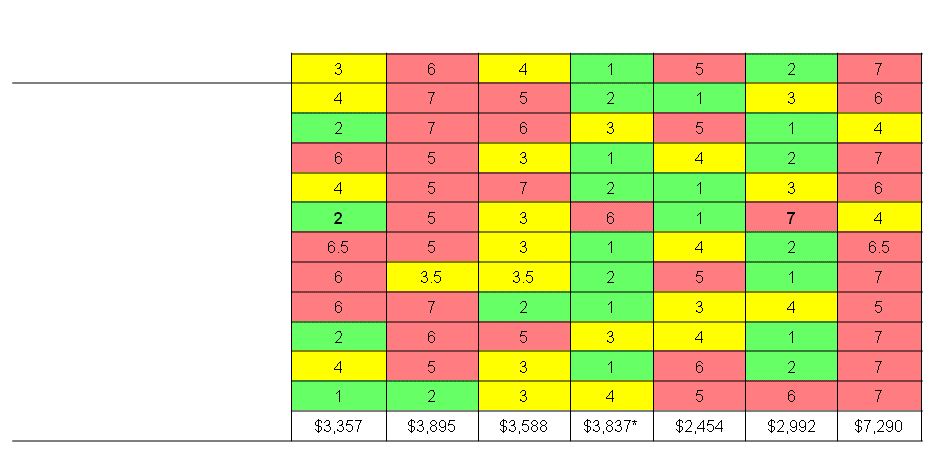 3 6 4 1 5 2 7
4 7 5 2 1 3 6
2 7 6 3 5 1 4
6 5 3 1 4 2 7
4 5 7 2 1 3 6
2 5 3 6 1 7 4
6.5 5 3 1 4 2 6.5
6 3.5 3.5 2 5 1 7
6 7 2 1 3 4 5
2 6 5 3 4 1 7
4 5 3 1 6 2 7
1 2 3 4 5 6 7
$3,357 $3,895 $3,588 $3,837* $2,454 $2,992 $7,290